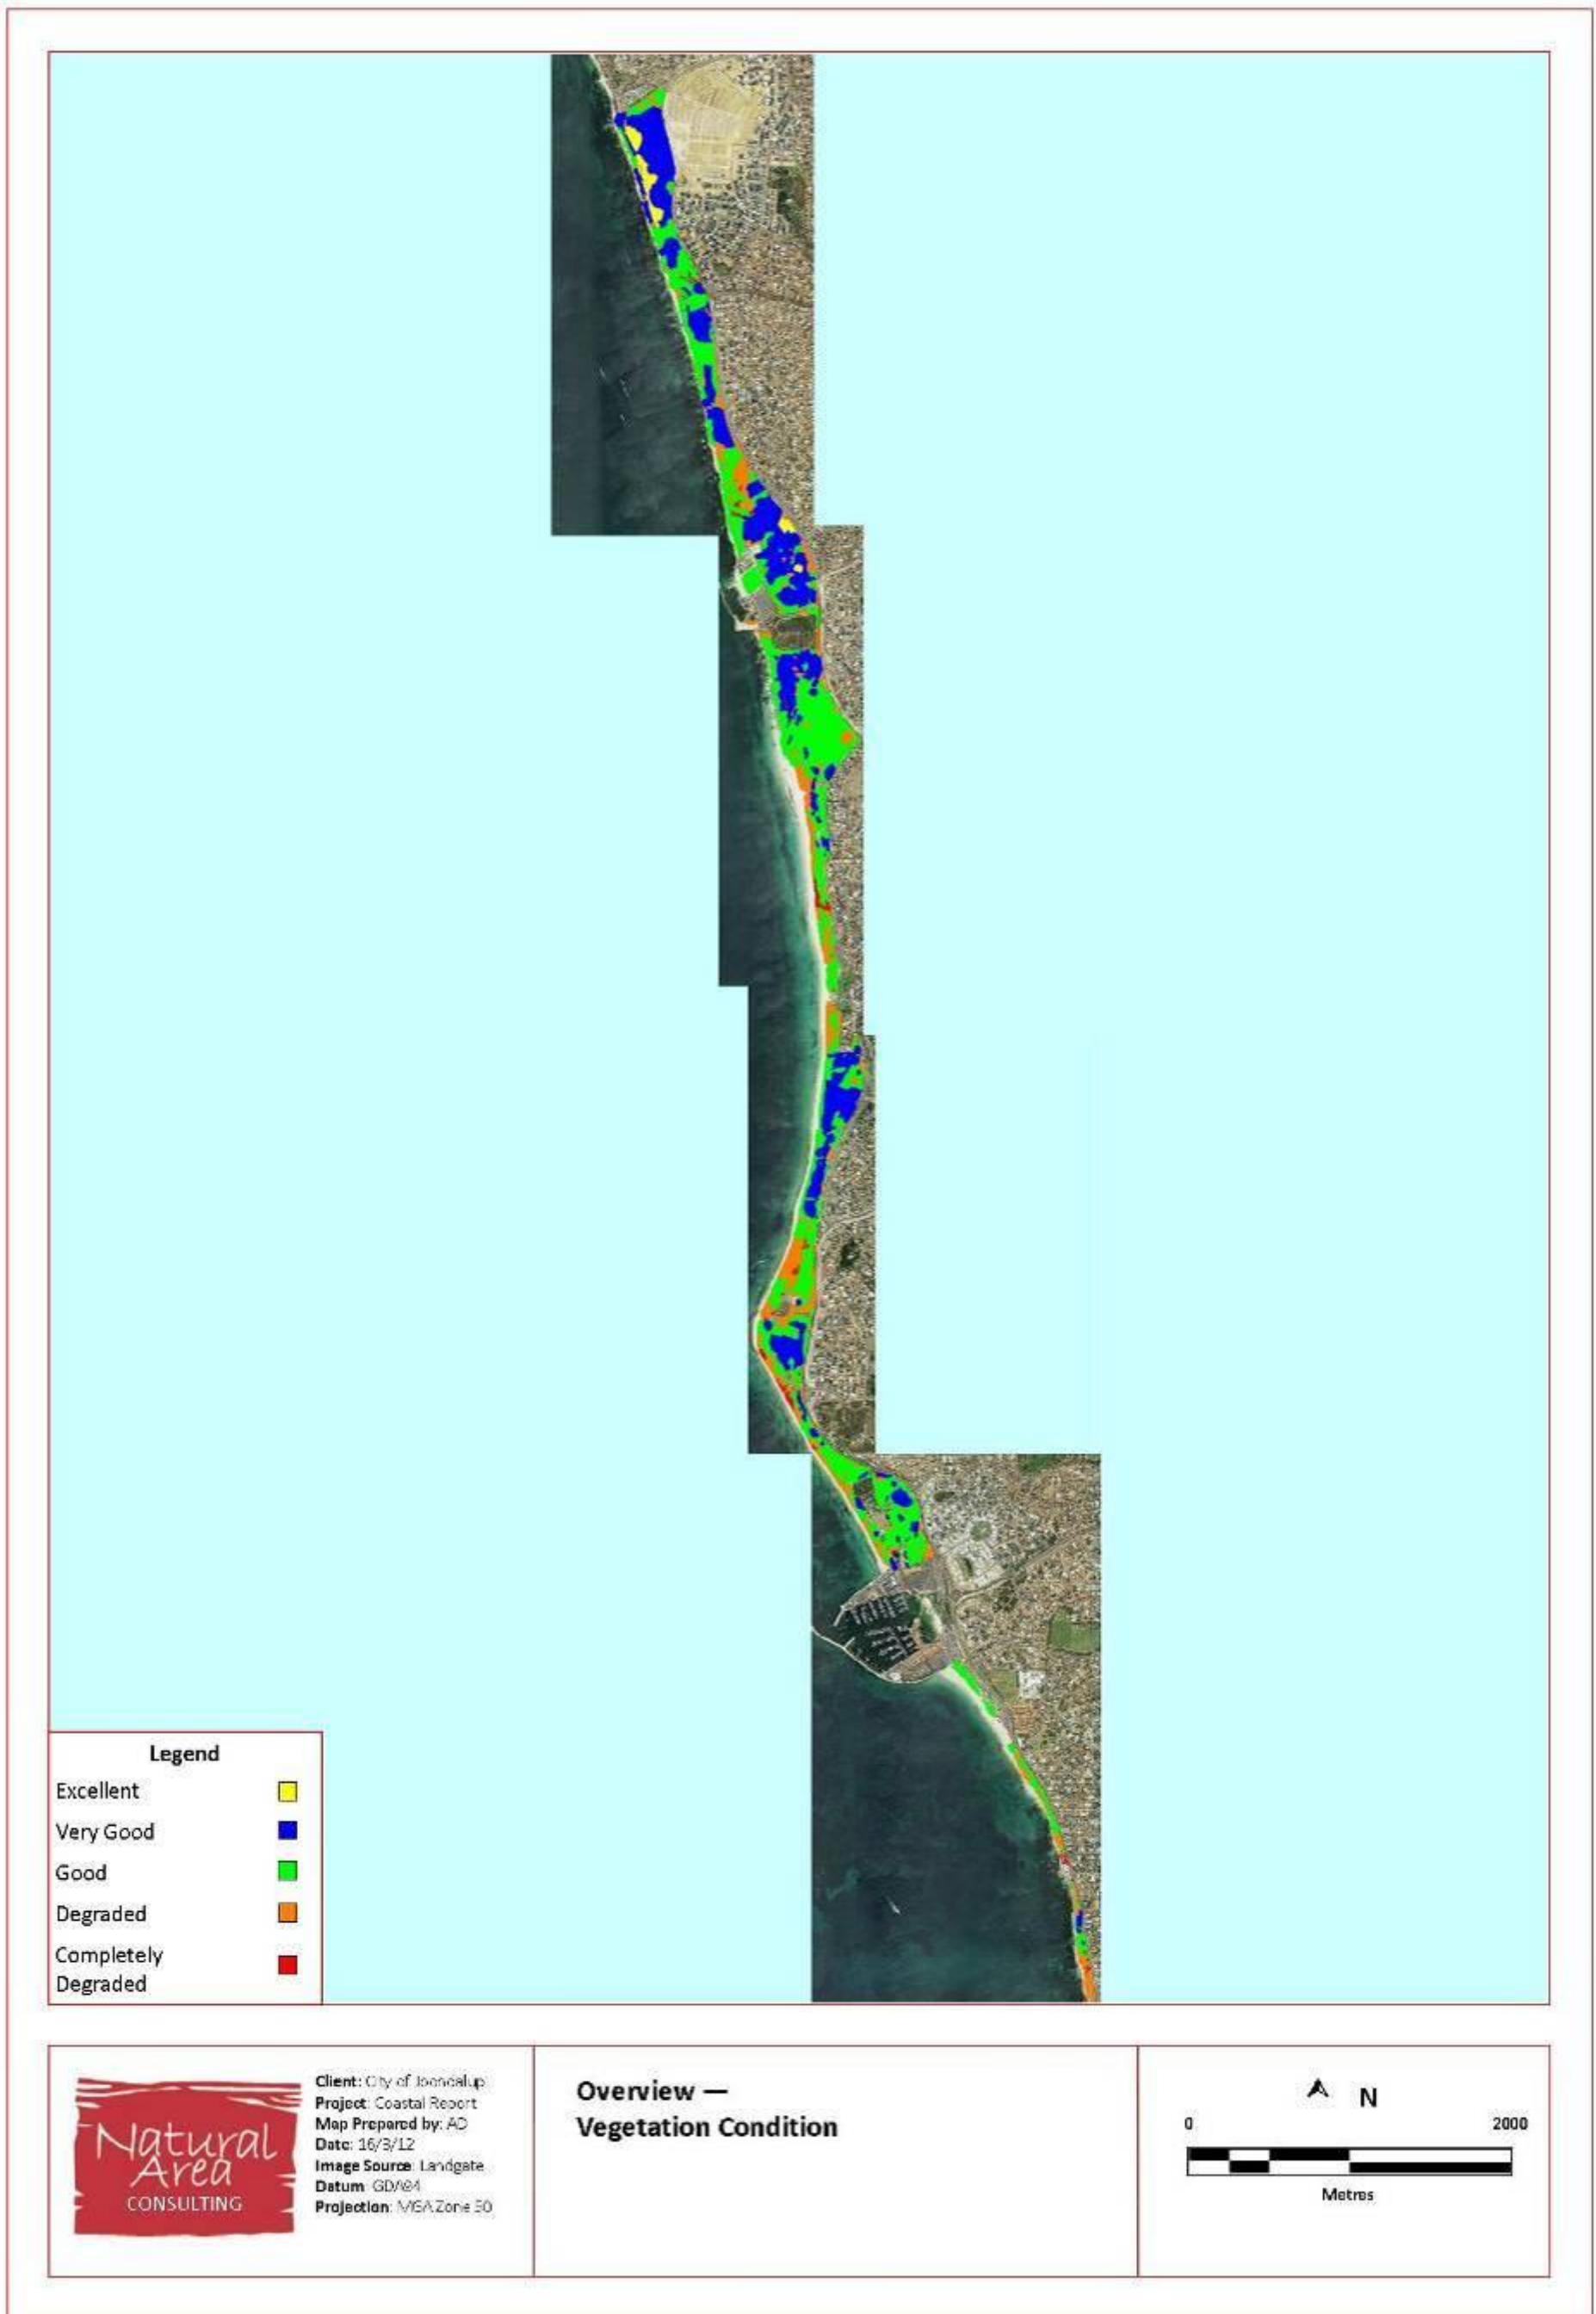 Legend
Excellent
Very Good
Good
Degraded
Completely
Degraded
Natural
Area
CONSULTING
Client: City of Joondalup
Project: Coastal Report
Map Prepared by: AD
Date: 16/3/12
Image Source: Landgate
Datum: GDA94
Projection: MGA Zone 50
Overview —
Vegetation Condition
N
0 2000
Metres